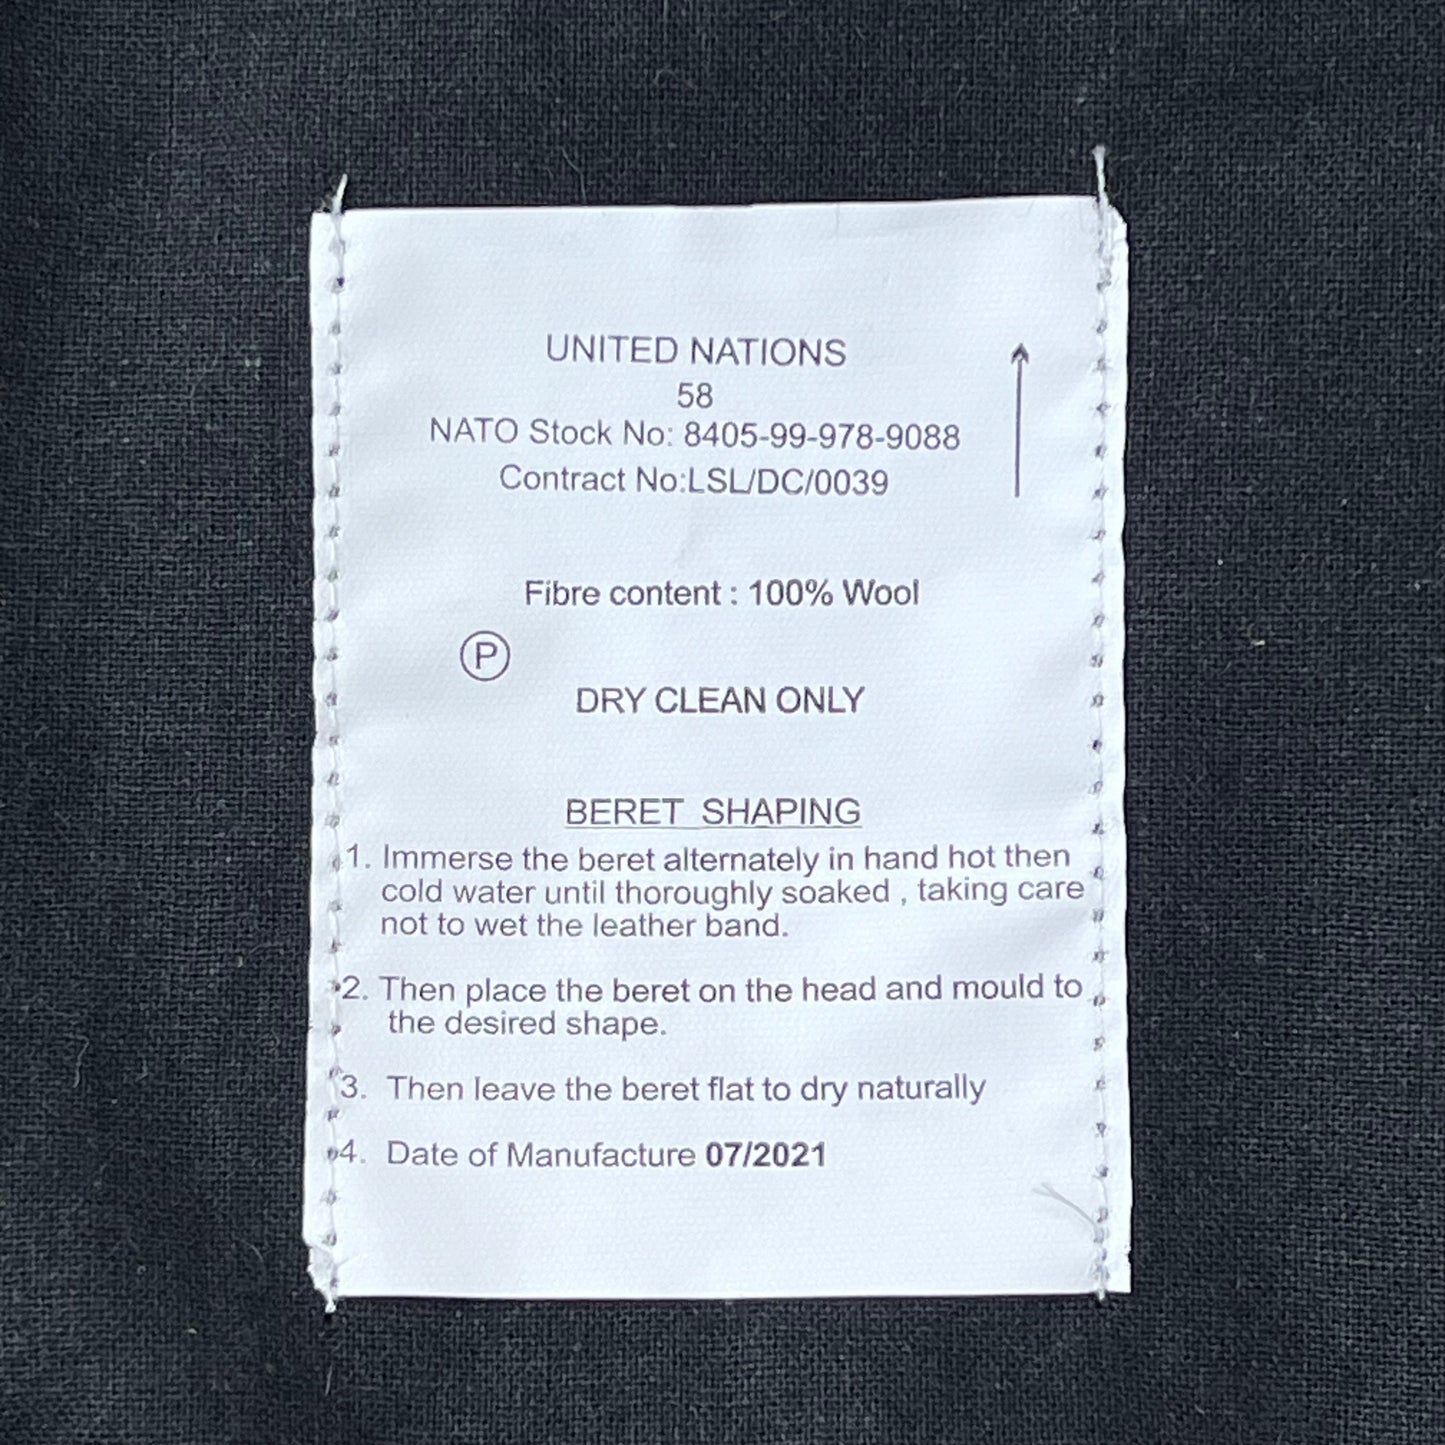 UNITED NATIONS
58
NATO Stock No: 8405-99-978-9088
Contract No:LSL/DC/0039
Fibre content : 100% Wool
P
DRY CLEAN ONLY
BERET SHAPING
1. Immerse the beret alternately in hand hot then
cold water until thoroughly soaked , taking care
not to wet the leather band.
2. Then place the beret on the head and mould to
the desired shape.
3. Then leave the beret flat to dry naturally
4. Date of Manufacture 07/2021